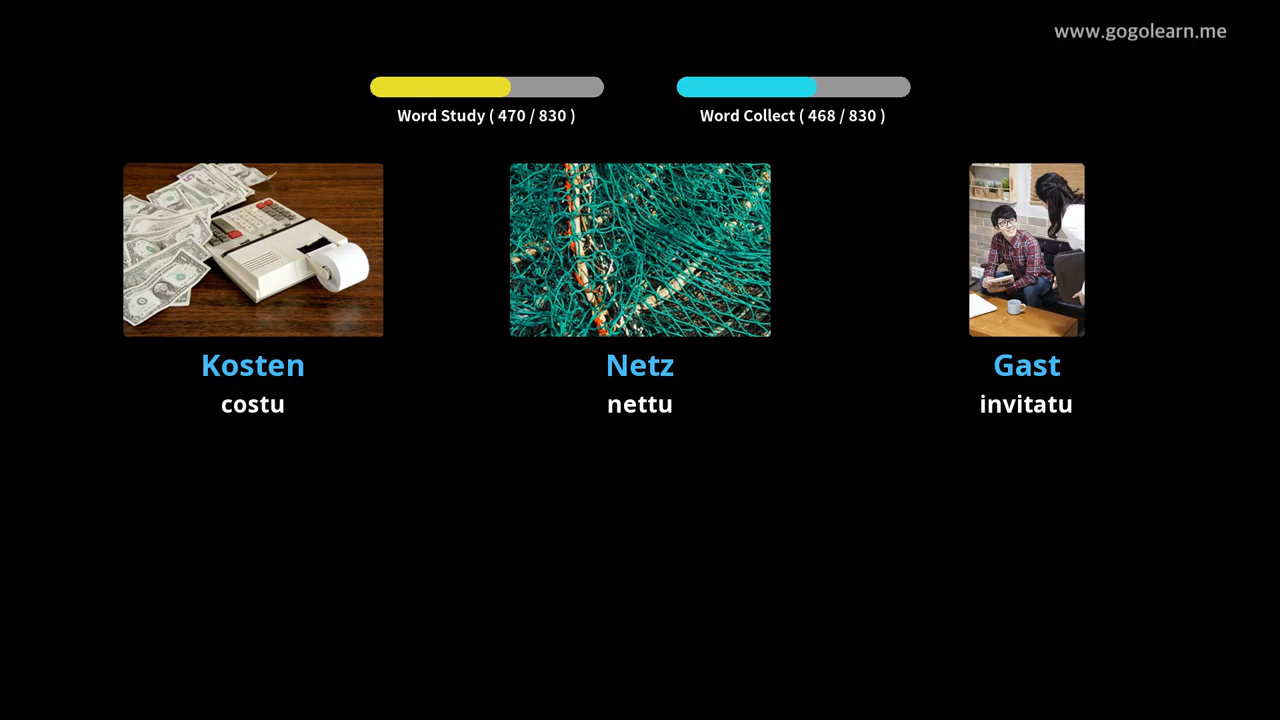 www.gogolearn.me
Word Study ( 470 / 830 )
Word Collect ( 468 / 830 )
Kosten
costu
Netz
nettu
Gast
invitatu